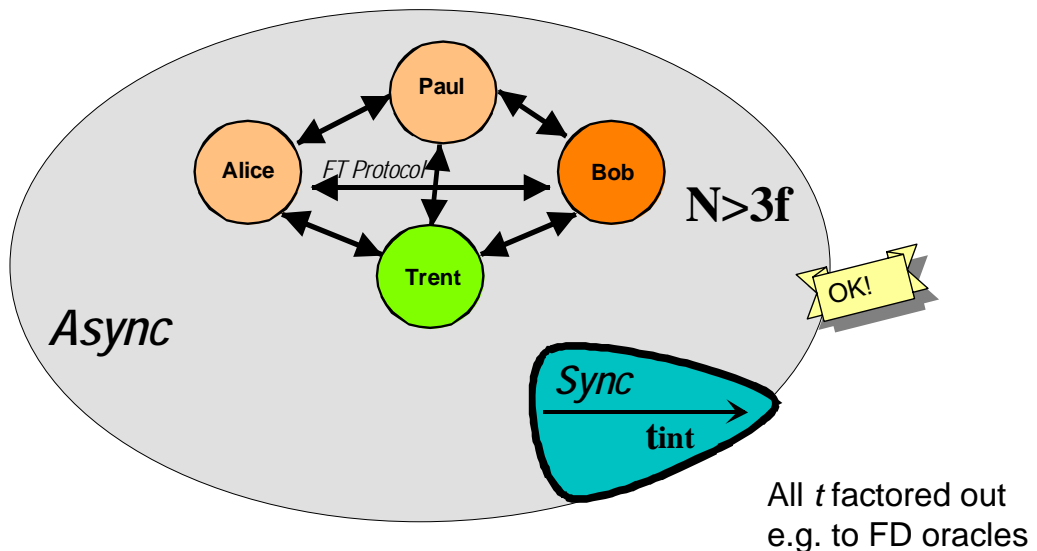 Paul
Alice
FT Protocol
Bob
N>3f
Trent
OK!
Async
Sync
tint
All t factored out
e.g. to FD oracles